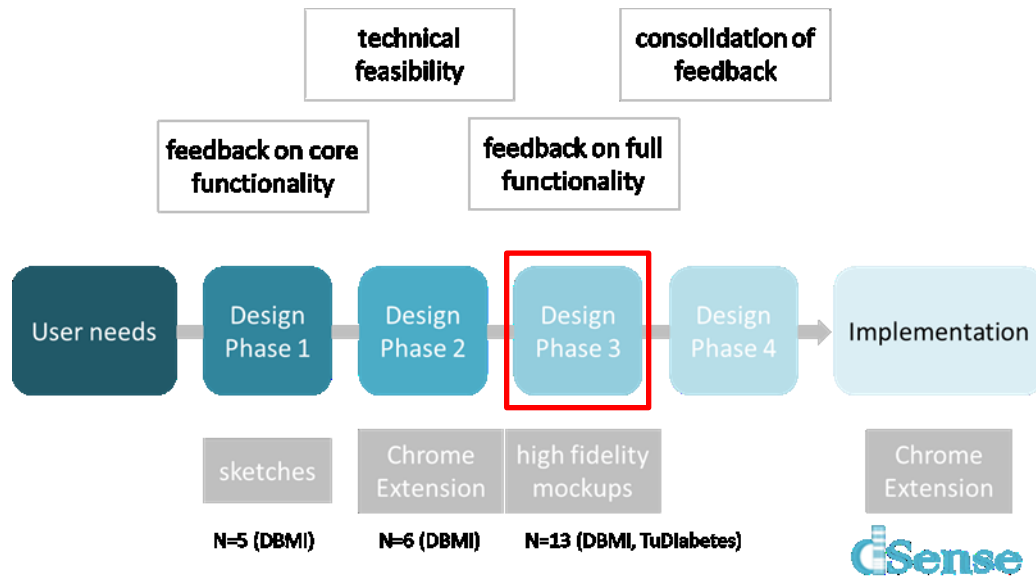 technical
feasibility
consolidation of
feedback
feedback on core
functionality
feedback on full
functionality
User needs
Design
Phase 1
Design
Phase 2
Design
Phase 3
Design
Phase 4
Implementation
sketches
Chrome
Extension
high fidelity
mockups
Chrome
Extension
N=5 (DBMI)
N=6 (DBMI)
N=13 (DBMI, TuDiabetes)
dSense